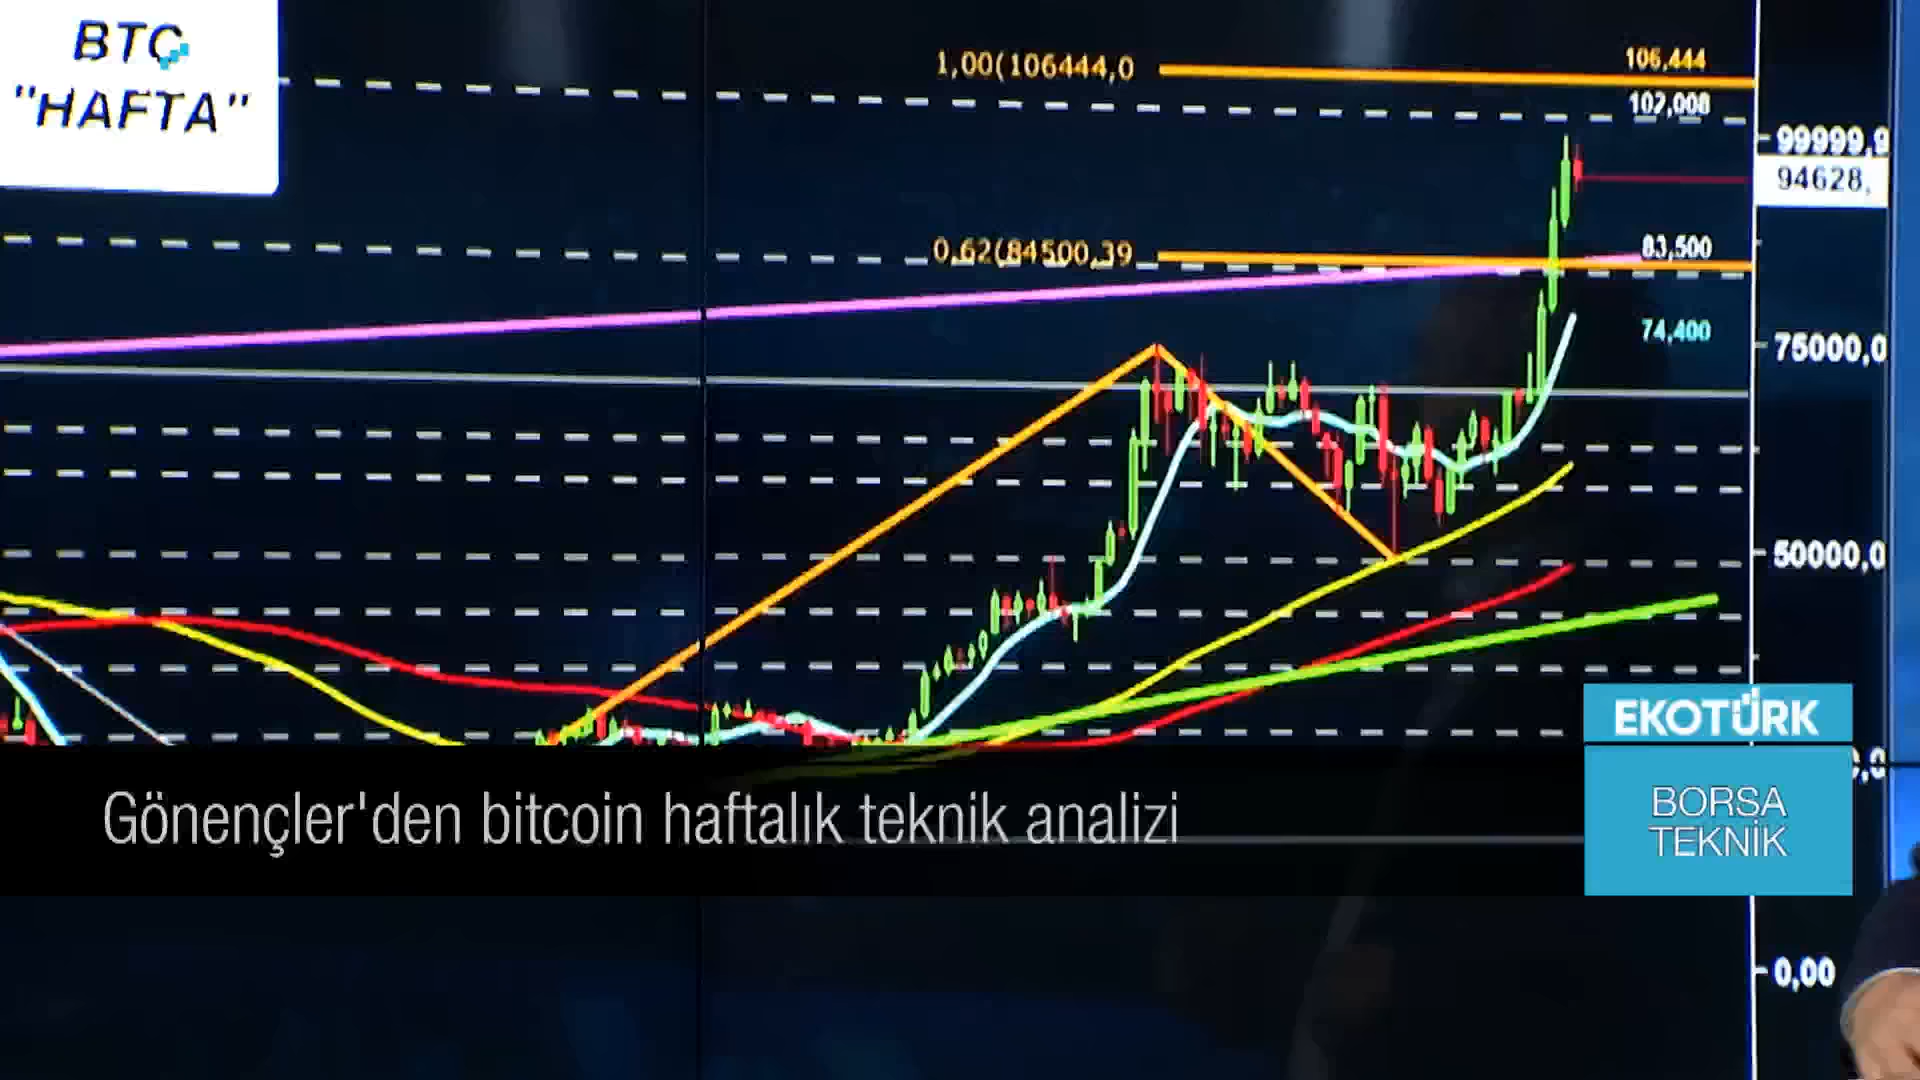 BTC
"HAFTA"
1,00(106444,0
106,444
102,008
99999,9
94628,
0,62(84500,39
83,500
74,400
75000,0
50000,0
EKOTÜRK
BORSA
TEKNİK
Gönençler'den bitcoin haftalık teknik analizi
0,00